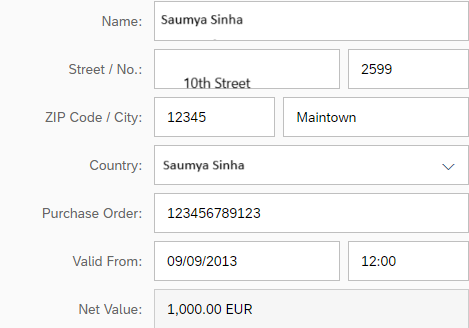 Name: Saumya Sinha
Street / No.: 10th Street 2599
ZIP Code / City: 12345 Maintown
Country: Saumya Sinha
Purchase Order: 123456789123
Valid From: 09/09/2013 12:00
Net Value: 1,000.00 EUR